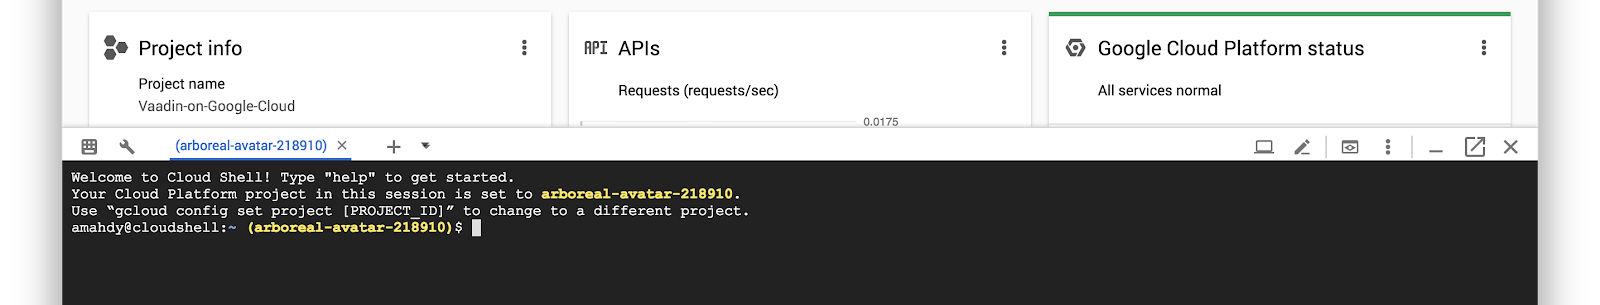 Project info
Project name
Vaadin-on-Google-Cloud
API APIs
Requests (requests/sec)
0.0175
Google Cloud Platform status
All services normal
(arboreal-avatar-218910)
Welcome to Cloud Shell! Type "help" to get started.
Your Cloud Platform project in this session is set to arboreal-avatar-218910.
Use “gcloud config set project [PROJECT_ID]” to change to a different project.
amahdy@cloudshell:~ (arboreal-avatar-218910)$